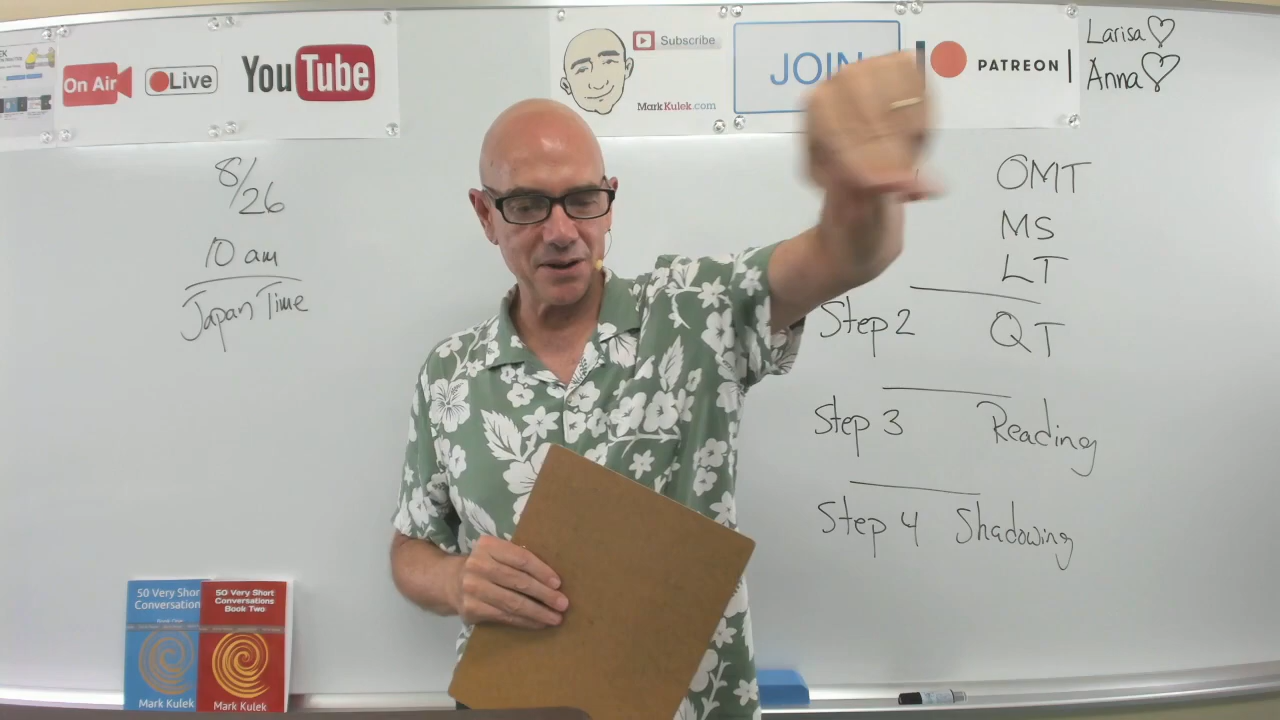 On Air
Live
YouTube
Subscribe
MarkKulek.com
JOIN
PATREON
Larisa
Anna
8/26
10 am
Japan Time
OMT
MS
LT
Step 2 QT
Step 3 Reading
Step 4 Shadowing
50 Very Shor
Conversation
Mark Kulek
50 Very Short
Conversations
Book Two
Mark Kulek